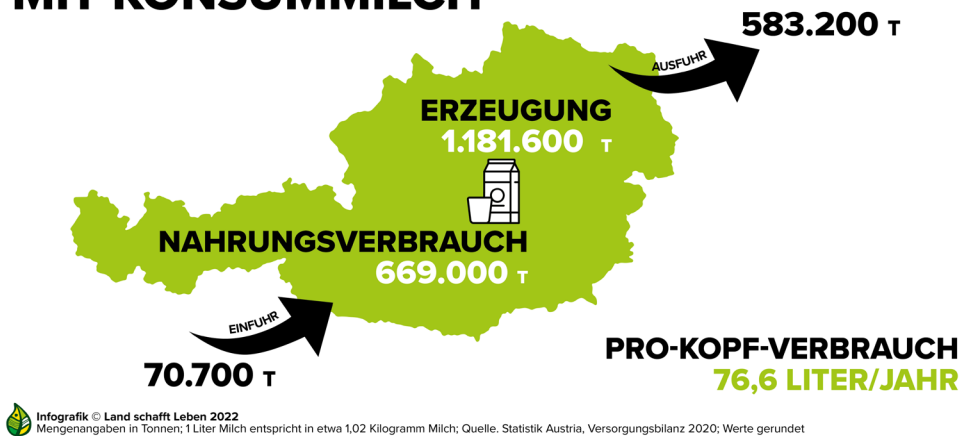 MIT KONSUMMILCH
583.200 T
AUSFUHR
ERZEUGUNG
1.181.600 T
NAHRUNGSVERBRAUCH
669.000 T
EINFUHR
70.700 T
PRO-KOPF-VERBRAUCH
76,6 LITER/JAHR
Infografik © Land schafft Leben 2022
Mengenangaben in Tonnen; 1 Liter Milch entspricht in etwa 1,02 Kilogramm Milch; Quelle. Statistik Austria, Versorgungsbilanz 2020; Werte gerundet